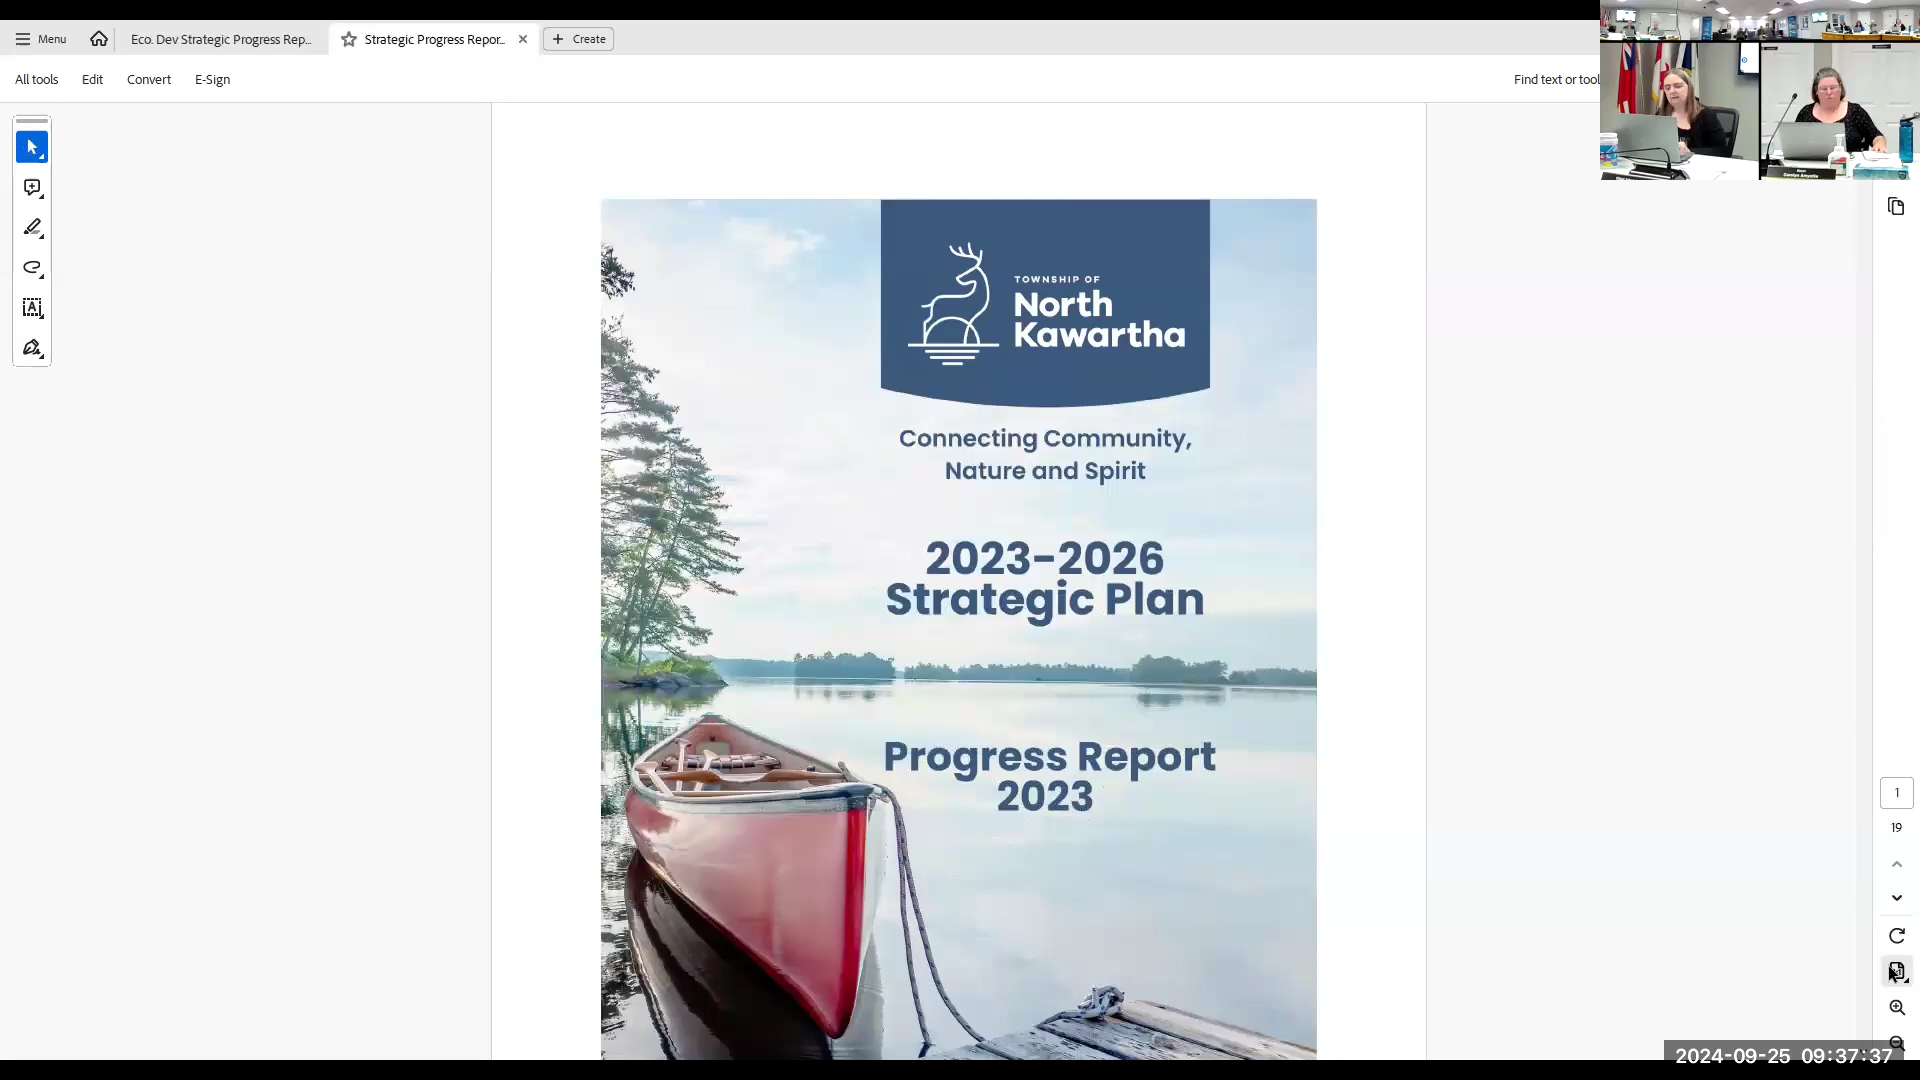 Menu
Eco. Dev Strategic Progress Rep...
Strategic Progress Repor...
Create
All tools
Edit
Convert
E-Sign
Find text or tool
TOWNSHIP OF
North
Kawartha
Connecting Community,
Nature and Spirit
2023-2026
Strategic Plan
Progress Report
2023
1
19
2024-09-25 09:37:37